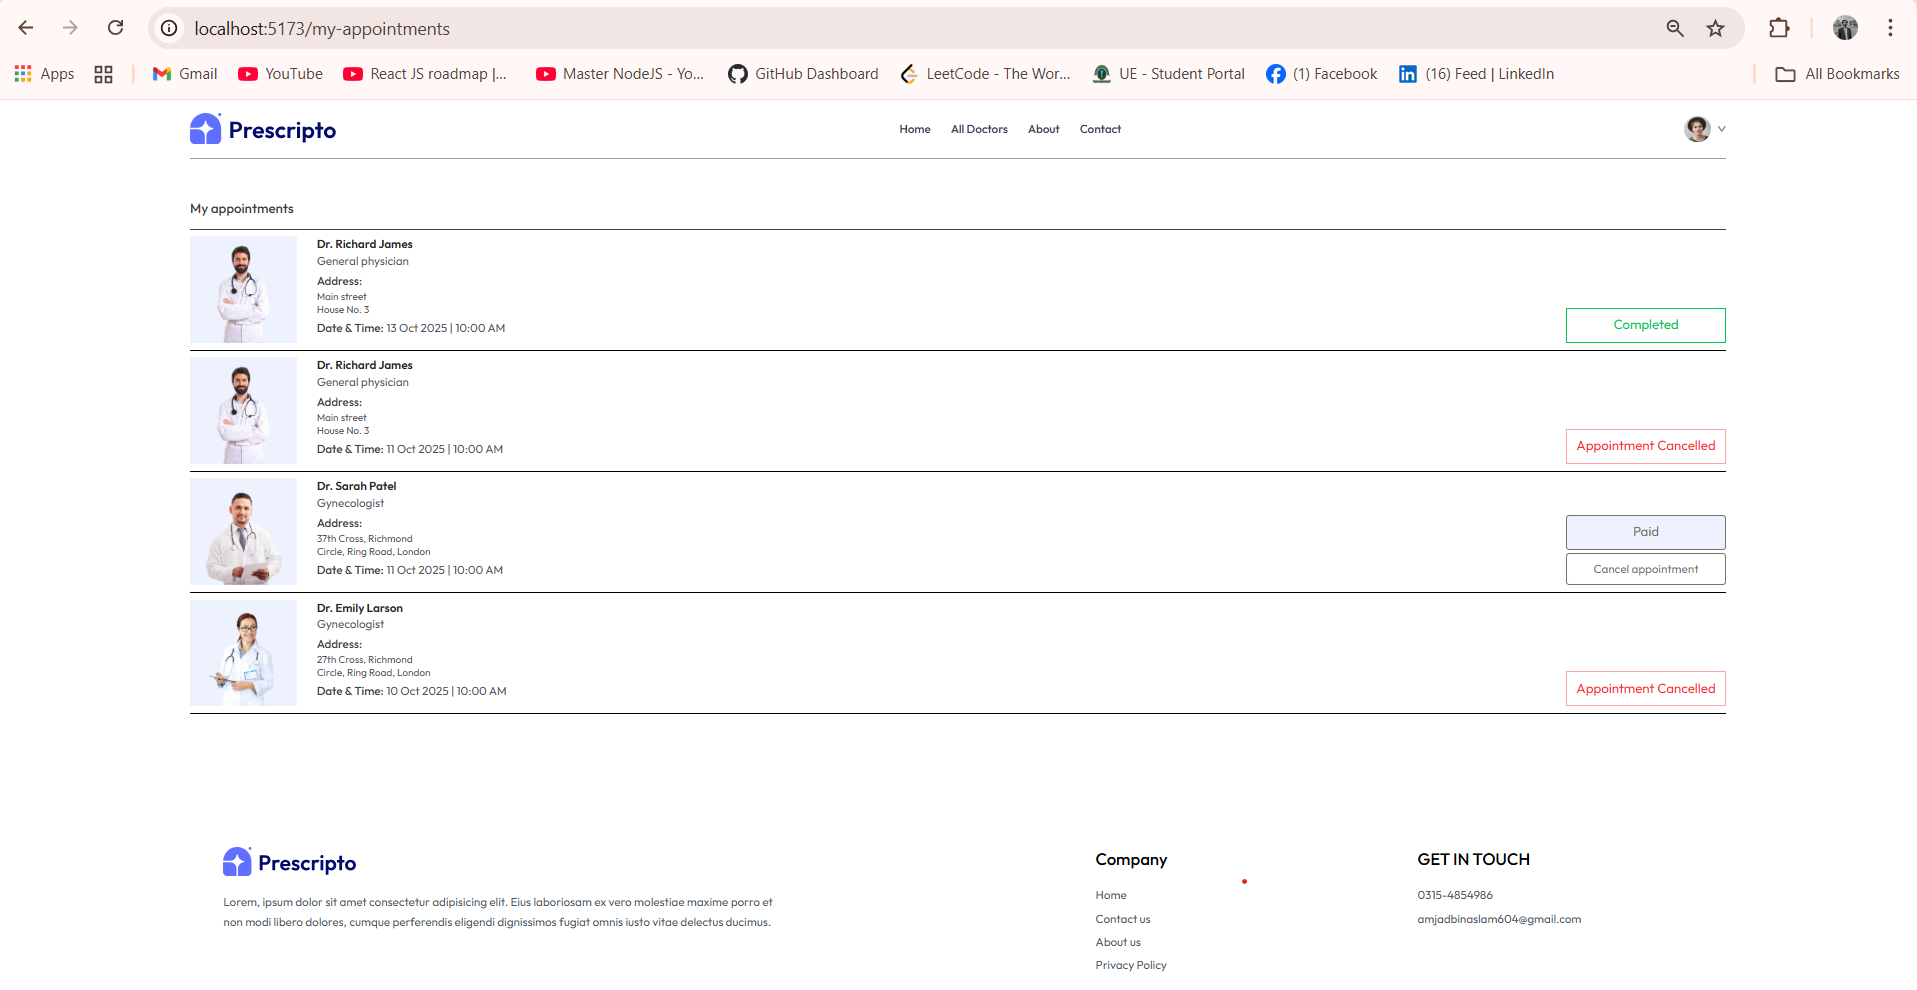 localhost:5173/my-appointments
Apps
Gmail
YouTube
React JS roadmap |...
Master NodeJS - Yo...
GitHub Dashboard
LeetCode - The Wor...
UE - Student Portal
(1) Facebook
(16) Feed | LinkedIn
All Bookmarks
Prescripto
Home
All Doctors
About
Contact
My appointments
Dr. Richard James
General physician
Address:
Main street
House No. 3
Date & Time: 13 Oct 2025 | 10:00 AM
Completed
Dr. Richard James
General physician
Address:
Main street
House No. 3
Date & Time: 11 Oct 2025 | 10:00 AM
Appointment Cancelled
Dr. Sarah Patel
Gynecologist
Address:
37th Cross, Richmond
Circle, Ring Road, London
Date & Time: 11 Oct 2025 | 10:00 AM
Paid
Cancel appointment
Dr. Emily Larson
Gynecologist
Address:
27th Cross, Richmond
Circle, Ring Road, London
Date & Time: 10 Oct 2025 | 10:00 AM
Appointment Cancelled
Prescripto
Lorem, ipsum dolor sit amet consectetur adipisicing elit. Eius laboriosam ex vero molestiae maxime porro et
non modi libero dolores, cumque perferendis eligendi dignissimos fugiat omnis iusto vitae delectus ducimus.
Company
Home
Contact us
About us
Privacy Policy
GET IN TOUCH
0315-4854986
amjadbinaslam604@gmail.com